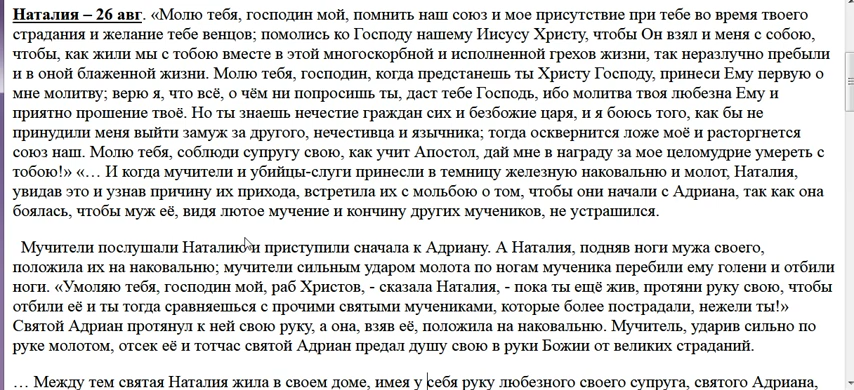 Наталия – 26 авг. «Молю тебя, господин мой, помнить наш союз и мое присутствие при тебе во время твоего
страдания и желание тебе венцов; помолись ко Господу нашему Иисусу Христу, чтобы Он взял и меня с собою,
чтобы, как жили мы с тобою вместе в этой многоскорбной и исполненной грехов жизни, так неразлучно пребыли
и в оной блаженной жизни. Молю тебя, господин, когда предстанешь ты Христу Господу, принеси Ему первую о
мне молитву; верю я, что всё, о чём ни попросишь ты, даст тебе Господь, ибо молитва твоя любезна Ему и
приятно прошение твоё. Но ты знаешь нечестие граждан сих и безбожие царя, и я боюсь того, как бы не
принудили меня выйти замуж за другого, нечестивца и язычника; тогда осквернится ложе моё и расторгнется
союз наш. Молю тебя, соблюди супругу свою, как учит Апостол, дай мне в награду за мое целомудрие умереть с
тобою!» «… И когда мучители и убийцы-слуги принесли в темницу железную наковальню и молот, Наталия,
увидав это и узнав причину их прихода, встретила их с мольбою о том, чтобы они начали с Адриана, так как она
боялась, чтобы муж её, видя лютое мучение и кончину других мучеников, не устрашился.
Мучители послушали Наталию и приступили сначала к Адриану. А Наталия, подняв ноги мужа своего,
положила их на наковальню; мучители сильным ударом молота по ногам мученика перебили ему голени и отбили
ноги. «Умоляю тебя, господин мой, раб Христов, - сказала Наталия, - пока ты ещё жив, протяни руку свою, чтобы
отбили её и ты тогда сравняешься с прочими святыми мучениками, которые более пострадали, нежели ты!»
Святой Адриан протянул к ней свою руку, а она, взяв её, положила на наковальню. Мучитель, ударив сильно по
руке молотом, отсек её и тотчас святой Адриан предал душу свою в руки Божии от великих страданий.
… Между тем святая Наталия жила в своем доме, имея у себя руку любезного своего супруга, святого Адриана,